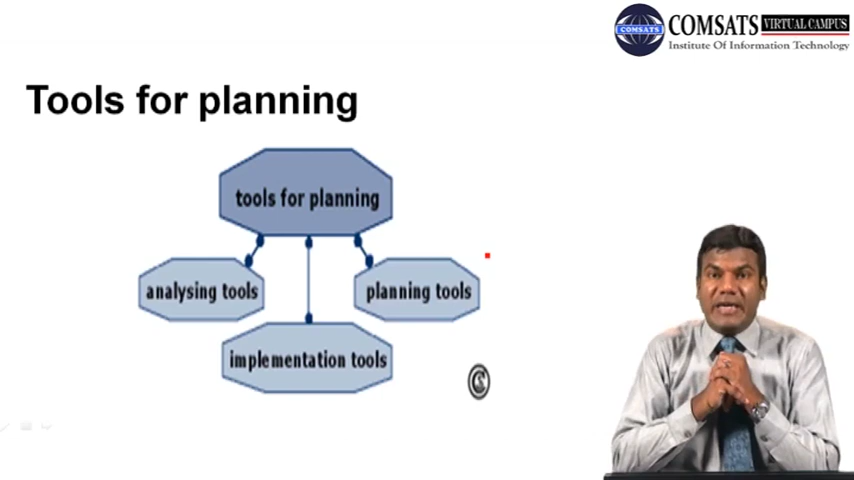 COMSATS
COMSATS VIRTUAL CAMPUS
Institute Of Information Technology
Tools for planning
tools for planning
analysing tools
planning tools
implementation tools